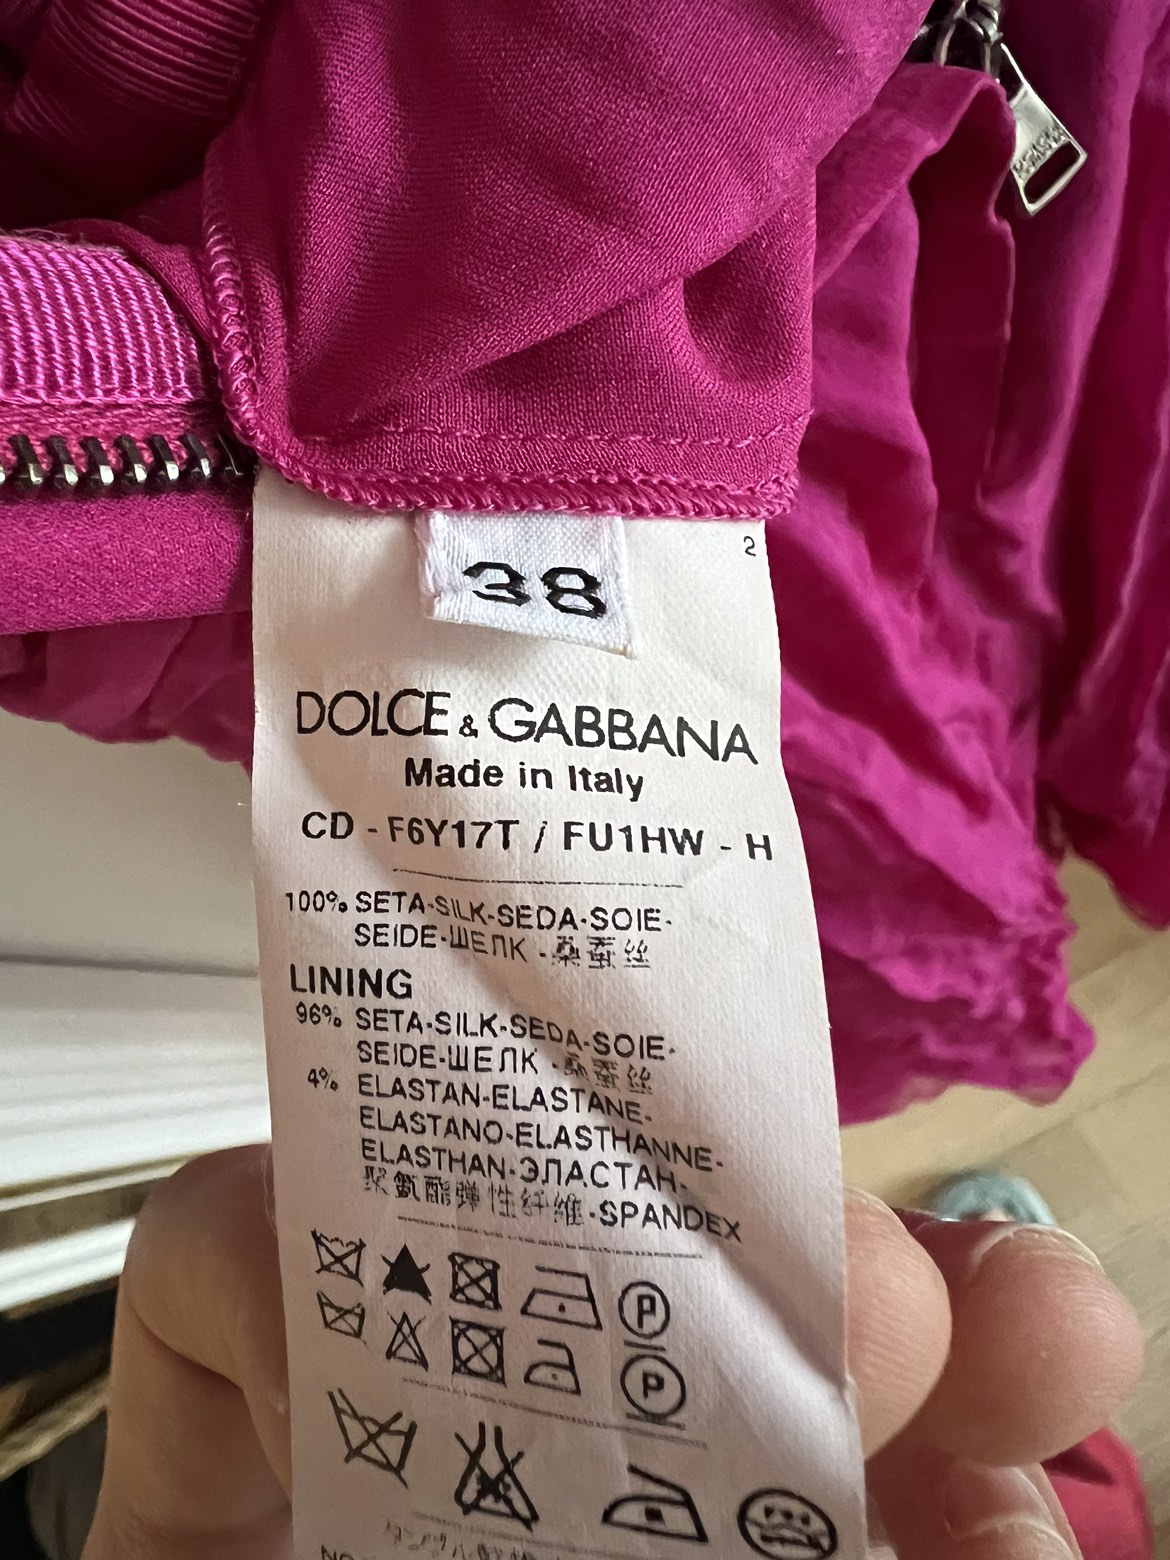 2
38
DOLCE & GABBANA
Made in Italy
CD - F6Y17T / FU1HW - H
100% SETA-SILK-SEDA-SOIE-
SEIDE-ШЕЛК - 桑蚕丝
LINING
96% SETA-SILK-SEDA-SOIE-
SEIDE-ШЕЛК - 桑蚕丝
4% ELASTAN-ELASTANE-
ELASTANO-ELASTHANNE-
ELASTHAN-ЭЛАСТАН-
聚氨酯弹性纤维-SPANDEX
P
P